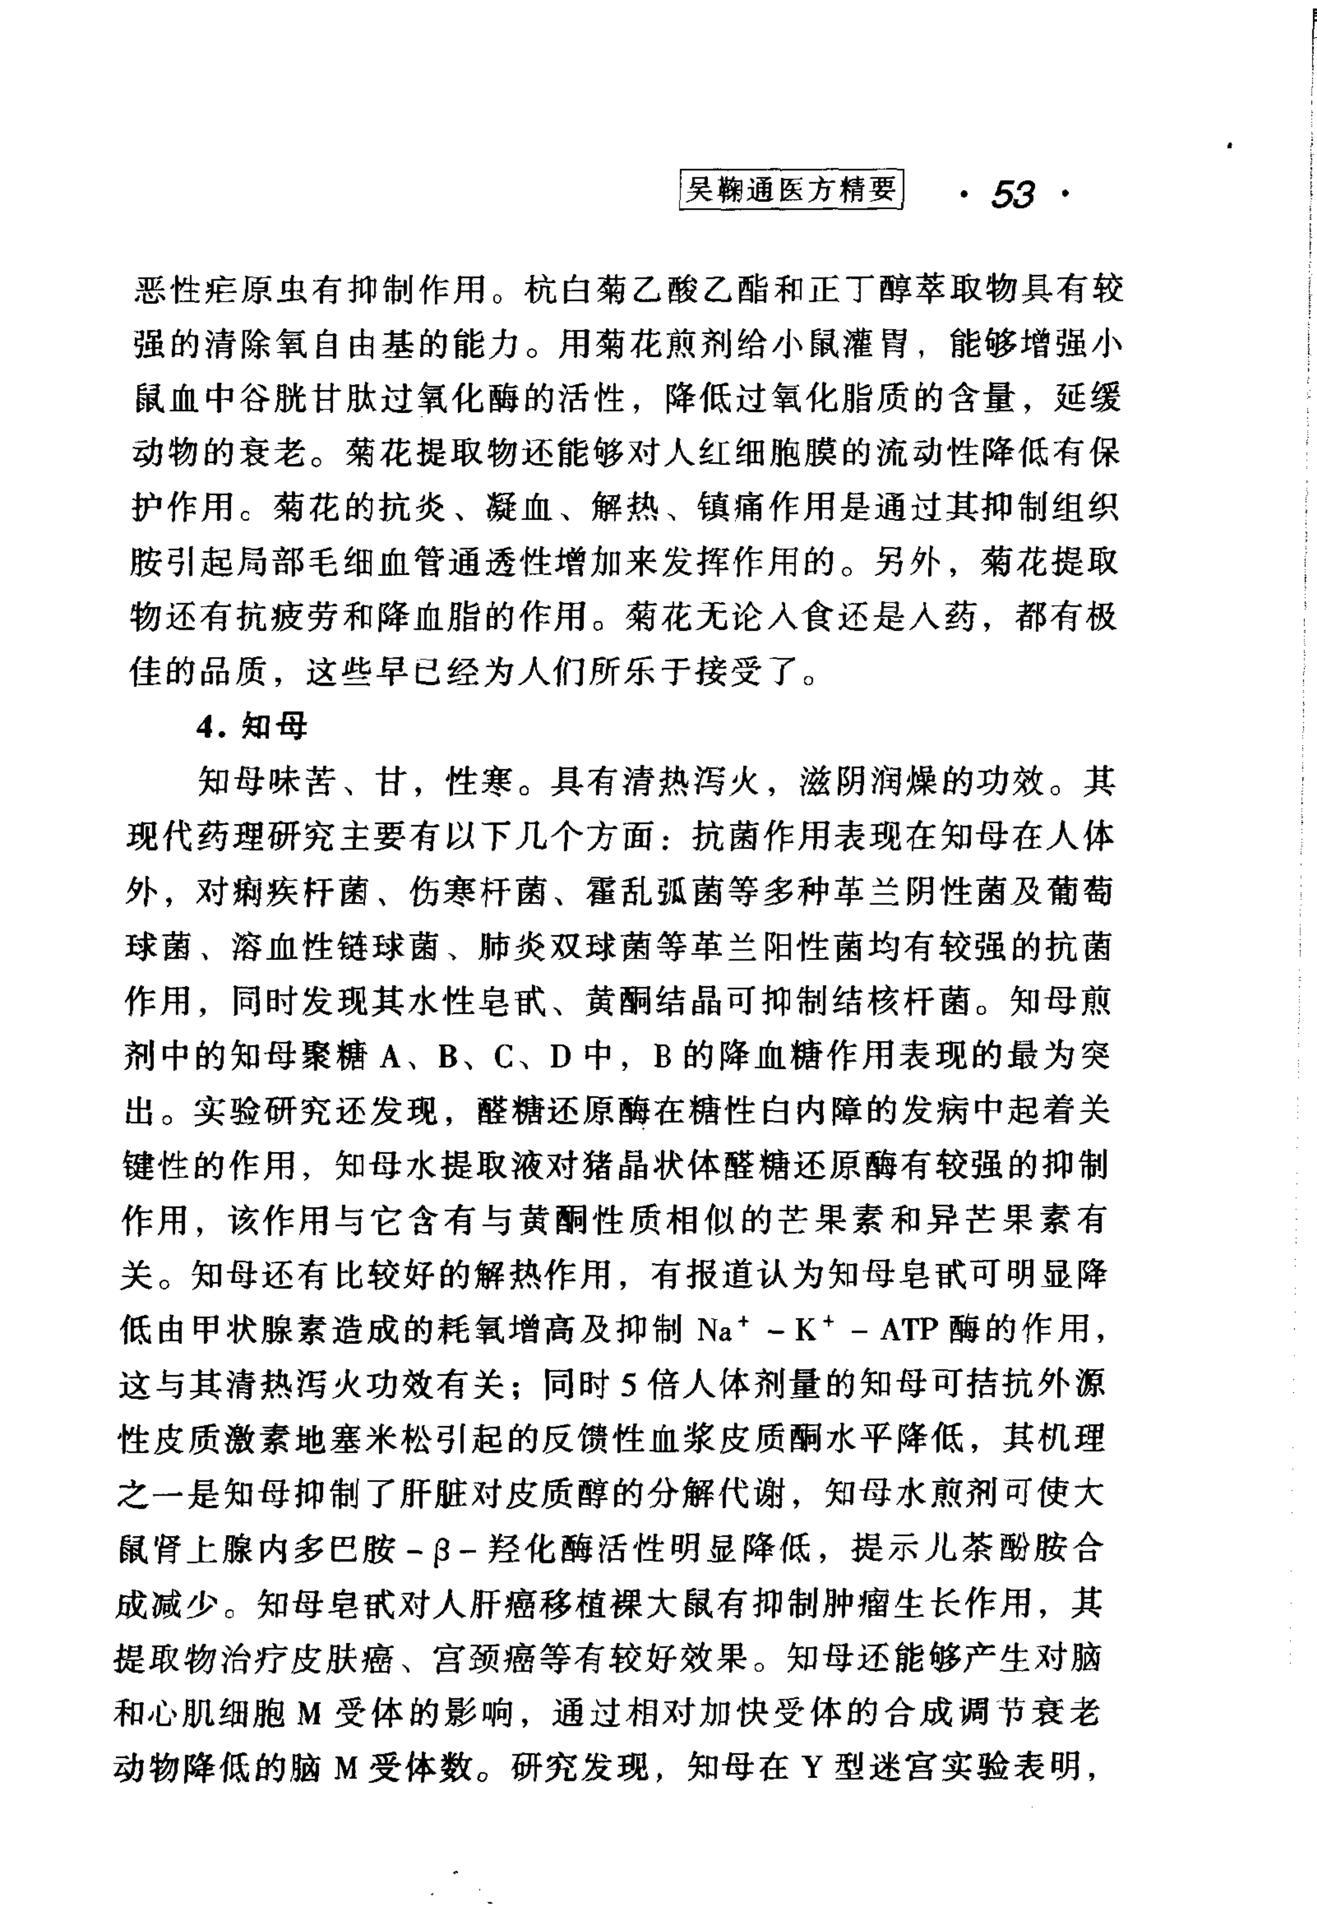 吴鞠通医方精要 · 53 ·
恶性疟原虫有抑制作用。杭白菊乙酸乙酯和正丁醇萃取物具有较
强的清除氧自由基的能力。用菊花煎剂给小鼠灌胃，能够增强小
鼠血中谷胱甘肽过氧化酶的活性，降低过氧化脂质的含量，延缓
动物的衰老。菊花提取物还能够对人红细胞膜的流动性降低有保
护作用。菊花的抗炎、凝血、解热、镇痛作用是通过其抑制组织
胺引起局部毛细血管通透性增加来发挥作用的。另外，菊花提取
物还有抗疲劳和降血脂的作用。菊花无论入食还是入药，都有极
佳的品质，这些早已经为人们所乐于接受了。
4. 知母
知母味苦、甘，性寒。具有清热泻火，滋阴润燥的功效。其
现代药理研究主要有以下几个方面：抗菌作用表现在知母在人体
外，对痢疾杆菌、伤寒杆菌、霍乱弧菌等多种革兰阴性菌及葡萄
球菌、溶血性链球菌、肺炎双球菌等革兰阳性菌均有较强的抗菌
作用，同时发现其水性皂甙、黄酮结晶可抑制结核杆菌。知母煎
剂中的知母聚糖 A、B、C、D 中，B 的降血糖作用表现的最为突
出。实验研究还发现，醛糖还原酶在糖性白内障的发病中起着关
键性的作用，知母水提取液对猪晶状体醛糖还原酶有较强的抑制
作用，该作用与它含有与黄酮性质相似的芒果素和异芒果素有
关。知母还有比较好的解热作用，有报道认为知母皂甙可明显降
低由甲状腺素造成的耗氧增高及抑制 Na⁺ - K⁺ - ATP 酶的作用，
这与其清热泻火功效有关；同时 5 倍人体剂量的知母可拮抗外源
性皮质激素地塞米松引起的反馈性血浆皮质酮水平降低，其机理
之一是知母抑制了肝脏对皮质醇的分解代谢，知母水煎剂可使大
鼠肾上腺内多巴胺 - β - 羟化酶活性明显降低，提示儿茶酚胺合
成减少。知母皂甙对人肝癌移植裸大鼠有抑制肿瘤生长作用，其
提取物治疗皮肤癌、宫颈癌等有较好效果。知母还能够产生对脑
和心肌细胞 M 受体的影响，通过相对加快受体的合成调节衰老
动物降低的脑 M 受体数。研究发现，知母在 Y 型迷宫实验表明，